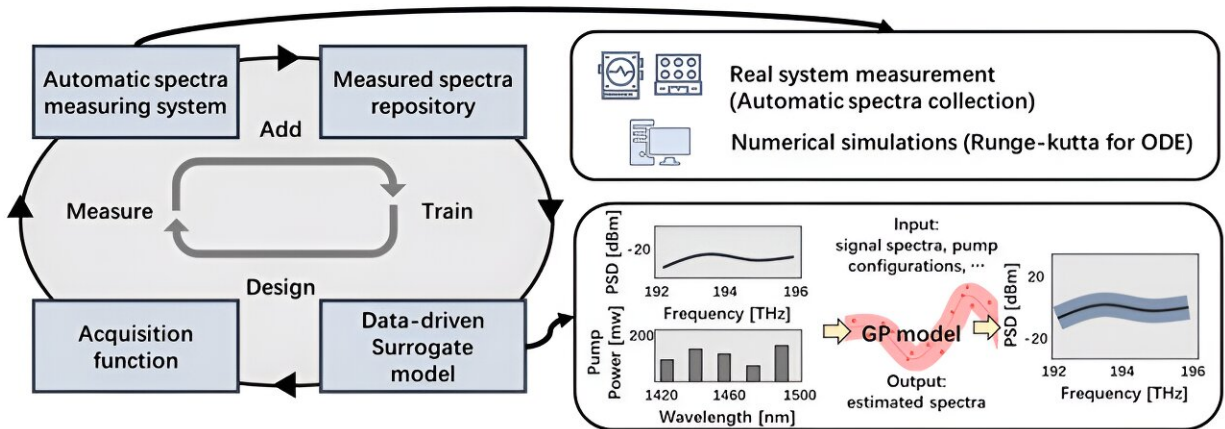 Automatic spectra
measuring system
Measured spectra
repository
Add
Measure
Train
Design
Acquisition
function
Data-driven
Surrogate
model
Real system measurement
(Automatic spectra collection)
Numerical simulations (Runge-kutta for ODE)
PSD [dBm]
-20
192
194
196
Frequency [THz]
Pump
Power [mw]
200
1420
1460
1500
Wavelength [nm]
Input:
signal spectra, pump
configurations, ...
GP model
Output:
estimated spectra
PSD [dBm]
20
-20
192
194
196
Frequency [THz]